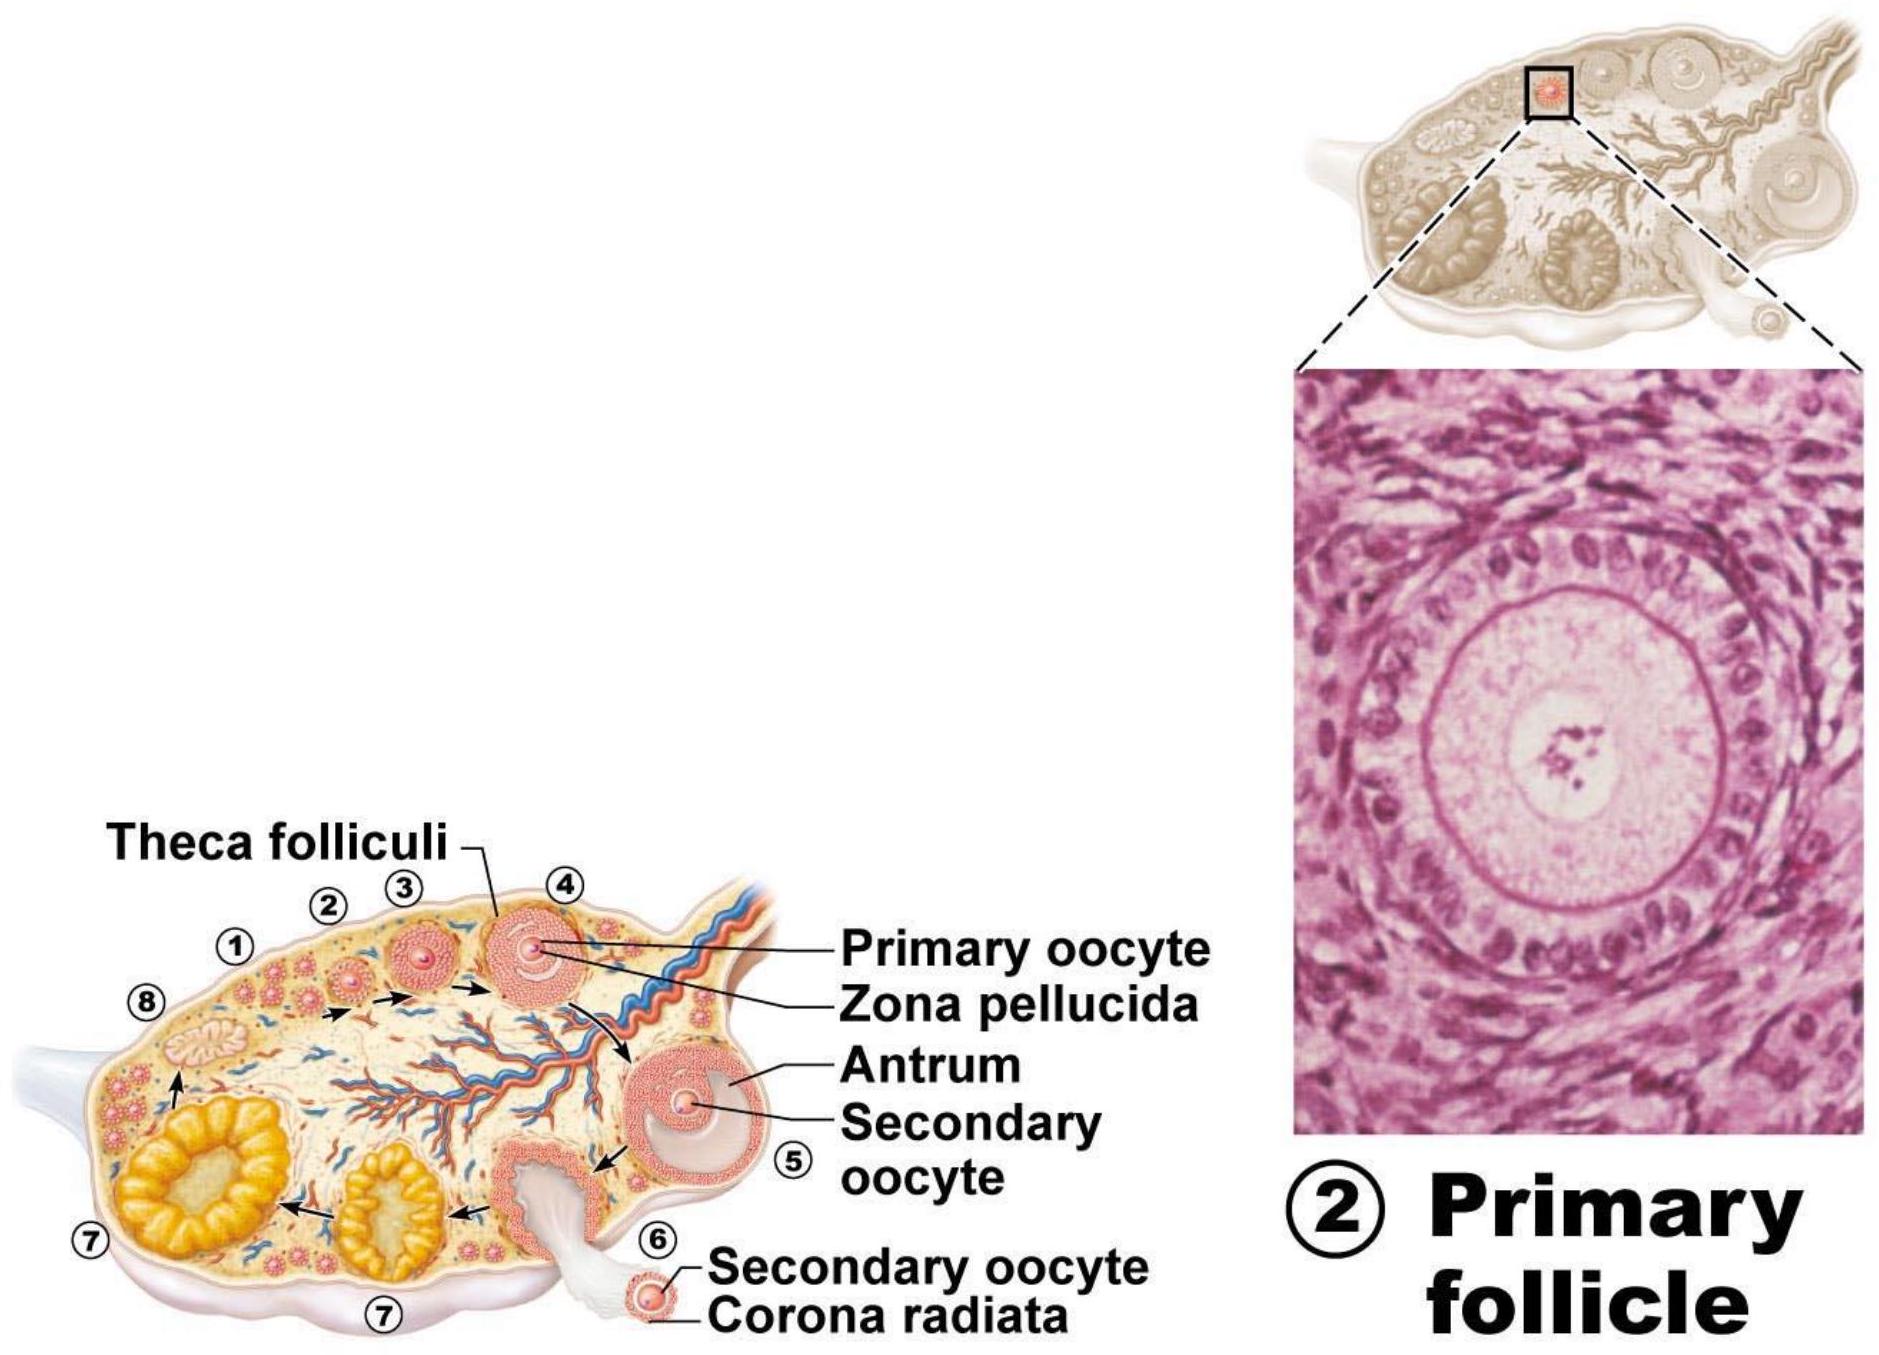 Theca folliculi
4
3
2
1
8
Primary oocyte
Zona pellucida
Antrum
Secondary
oocyte
5
6
7
7
Secondary oocyte
Corona radiata
2 Primary
follicle